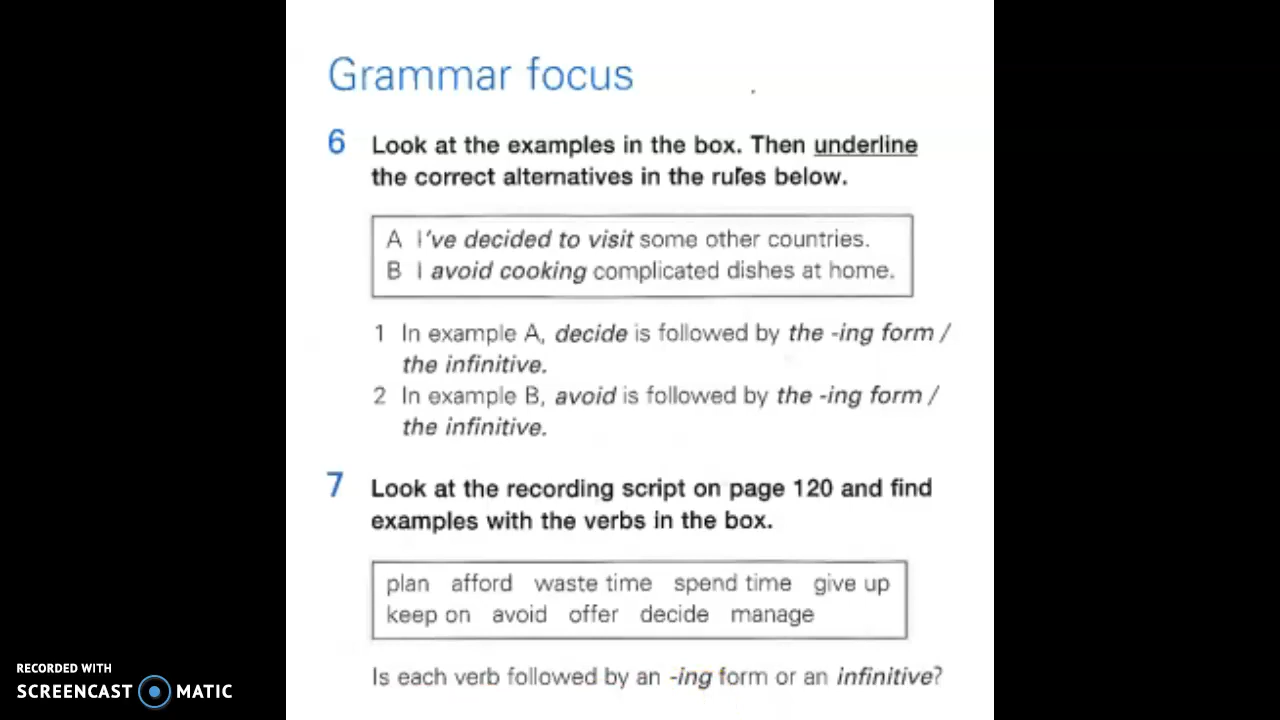 Grammar focus
6 Look at the examples in the box. Then underline
the correct alternatives in the rules below.
A I've decided to visit some other countries.
B I avoid cooking complicated dishes at home.
1 In example A, decide is followed by the -ing form /
the infinitive.
2 In example B, avoid is followed by the -ing form /
the infinitive.
7 Look at the recording script on page 120 and find
examples with the verbs in the box.
plan afford waste time spend time give up
keep on avoid offer decide manage
Is each verb followed by an -ing form or an infinitive?
RECORDED WITH
SCREENCAST MATIC